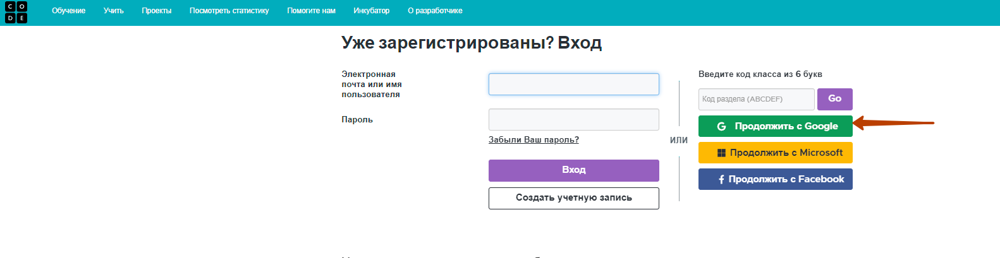 CO
DE
Обучение Учить Проекты Посмотреть статистику Помогите нам Инкубатор О разработчике
Уже зарегистрированы? Вход
Электронная
почта или имя
пользователя
Пароль
Забыли Ваш пароль?
Вход
Создать учетную запись
ИЛИ
Введите код класса из 6 букв
Код раздела (ABCDEF) Go
Продолжить с Google
Продолжить с Microsoft
Продолжить с Facebook